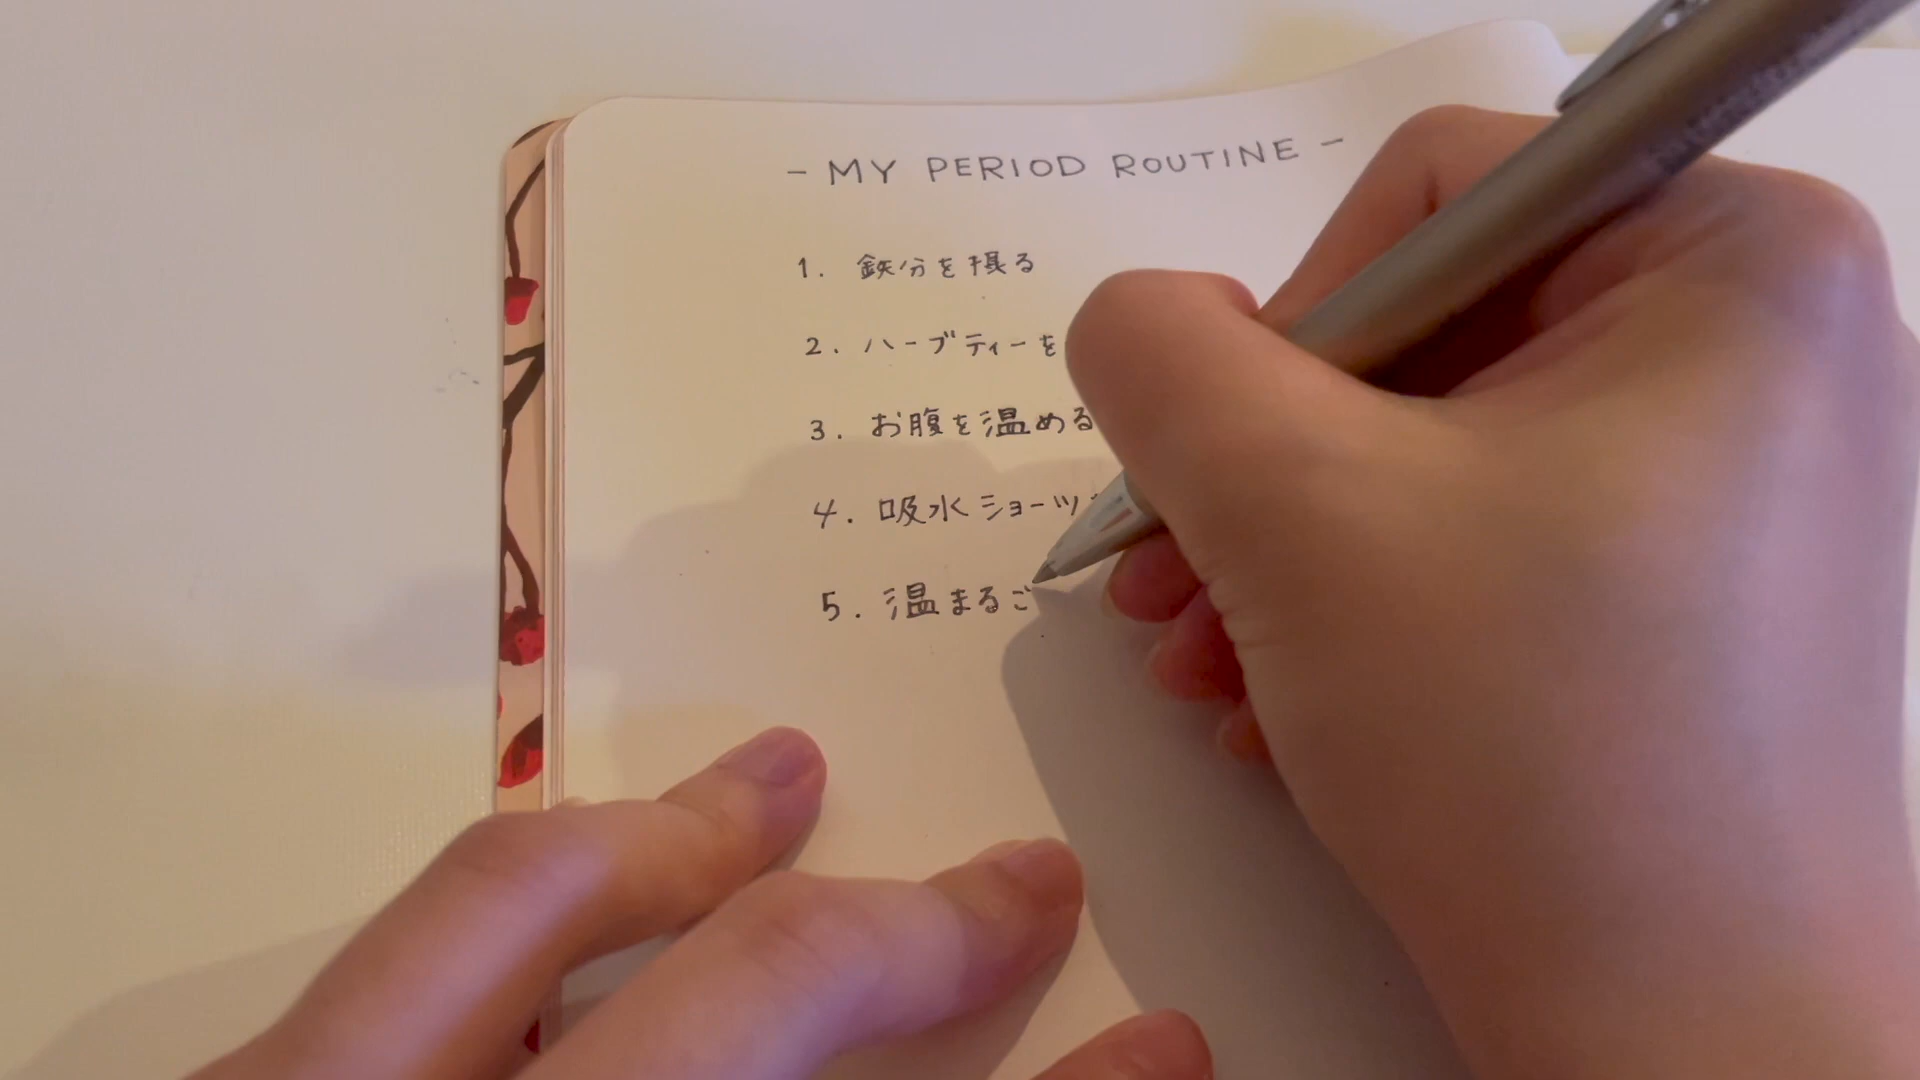 - MY PERIOD ROUTINE -
1. 鉄分を摂る
2. ハーブティーを
3. お腹を温める
4. 吸水ショーツ
5. 温まるご